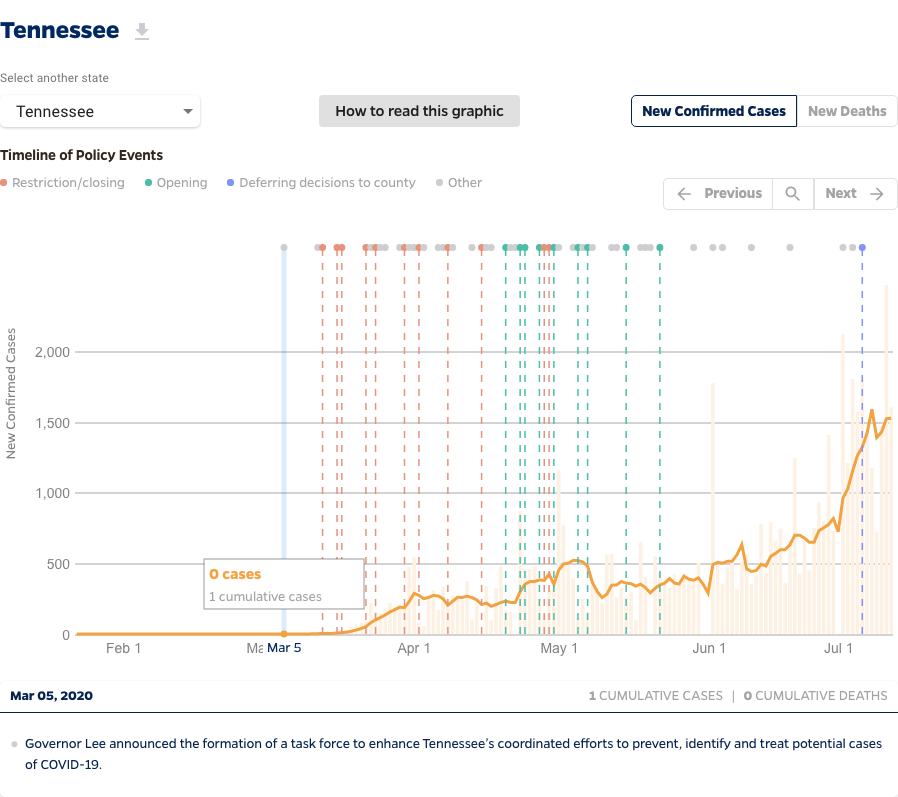 Tennessee
Select another state
Tennessee
How to read this graphic
New Confirmed Cases New Deaths
Timeline of Policy Events
Restriction/closing Opening Deferring decisions to county Other
Previous Next
New Confirmed Cases
2,000
1,500
1,000
500
0
0 cases
1 cumulative cases
Feb 1 Ma Mar 5 Apr 1 May 1 Jun 1 Jul 1
Mar 05, 2020 1 CUMULATIVE CASES | 0 CUMULATIVE DEATHS
Governor Lee announced the formation of a task force to enhance Tennessee's coordinated efforts to prevent, identify and treat potential cases
of COVID-19.